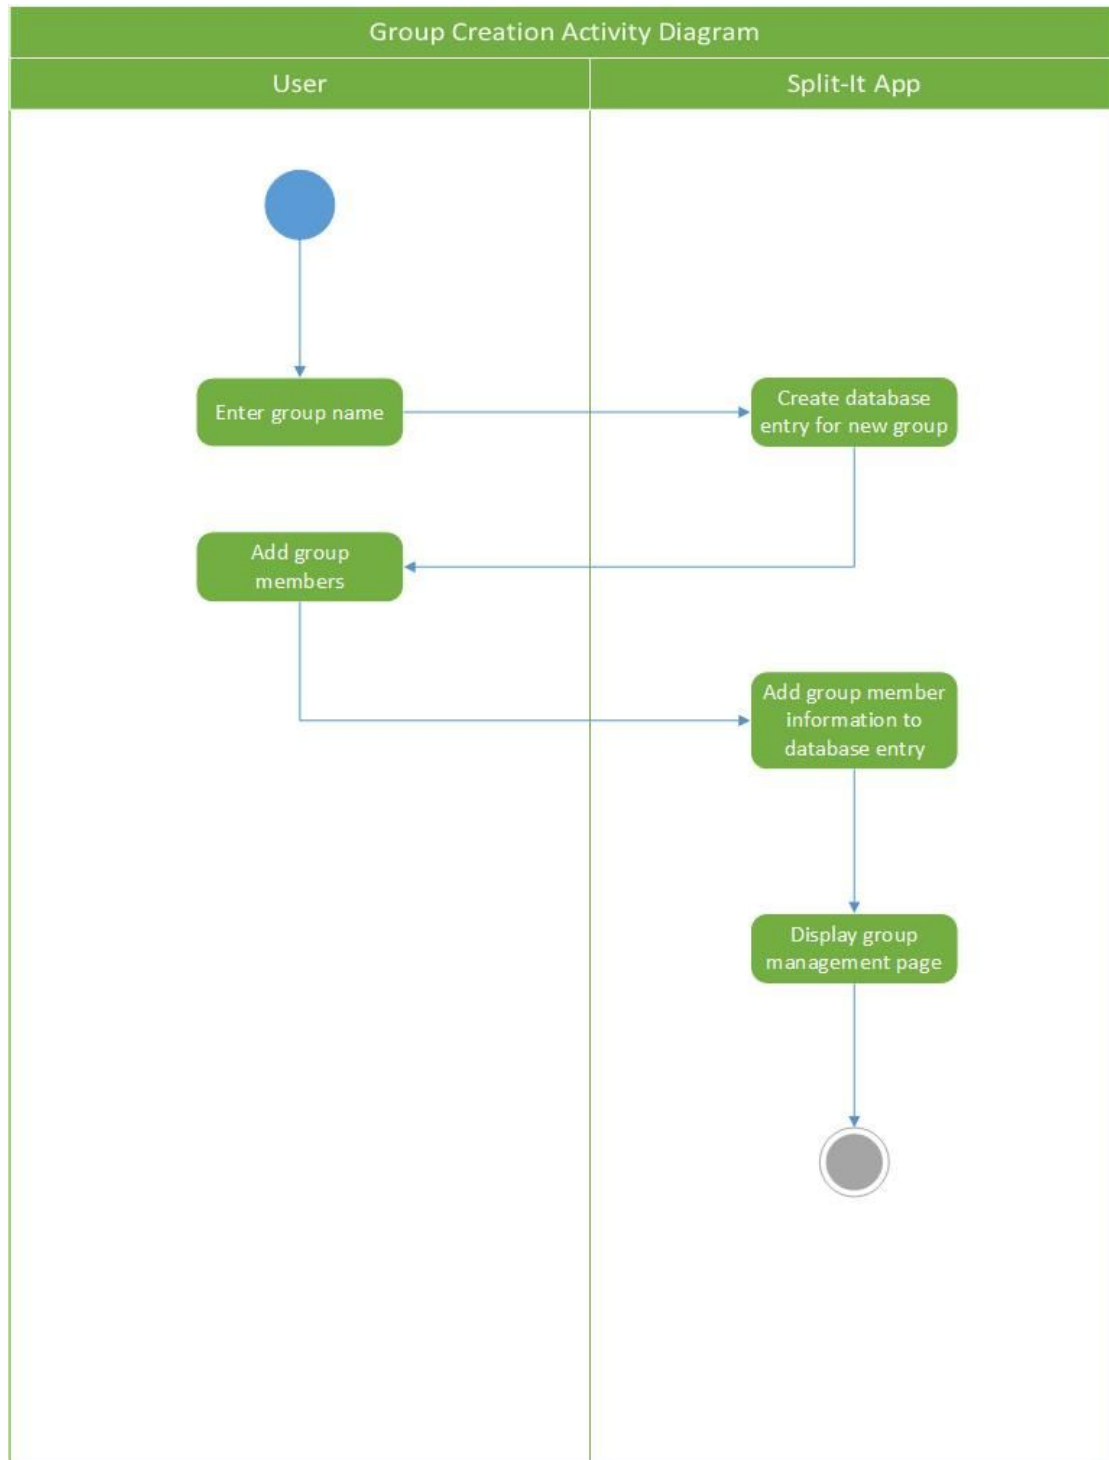 Group Creation Activity Diagram
User
Split-It App
Enter group name
Create database
entry for new group
Add group
members
Add group member
information to
database entry
Display group
management page